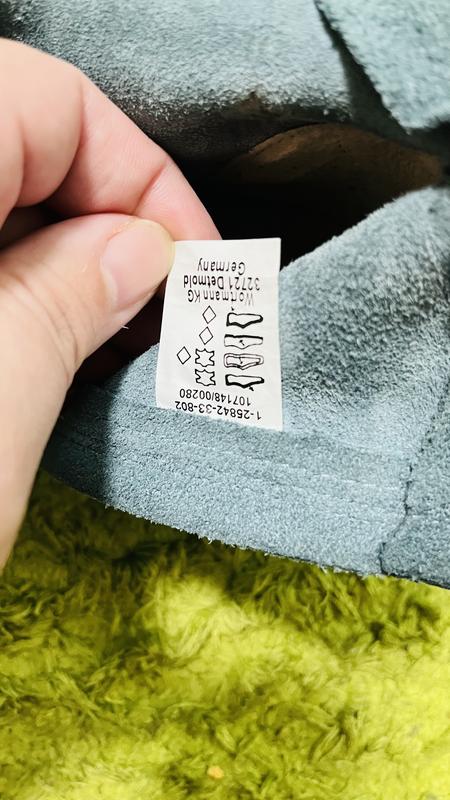 1-25842-33-802
107148/00280
Wortmann KG
32721 Detmold
Germany